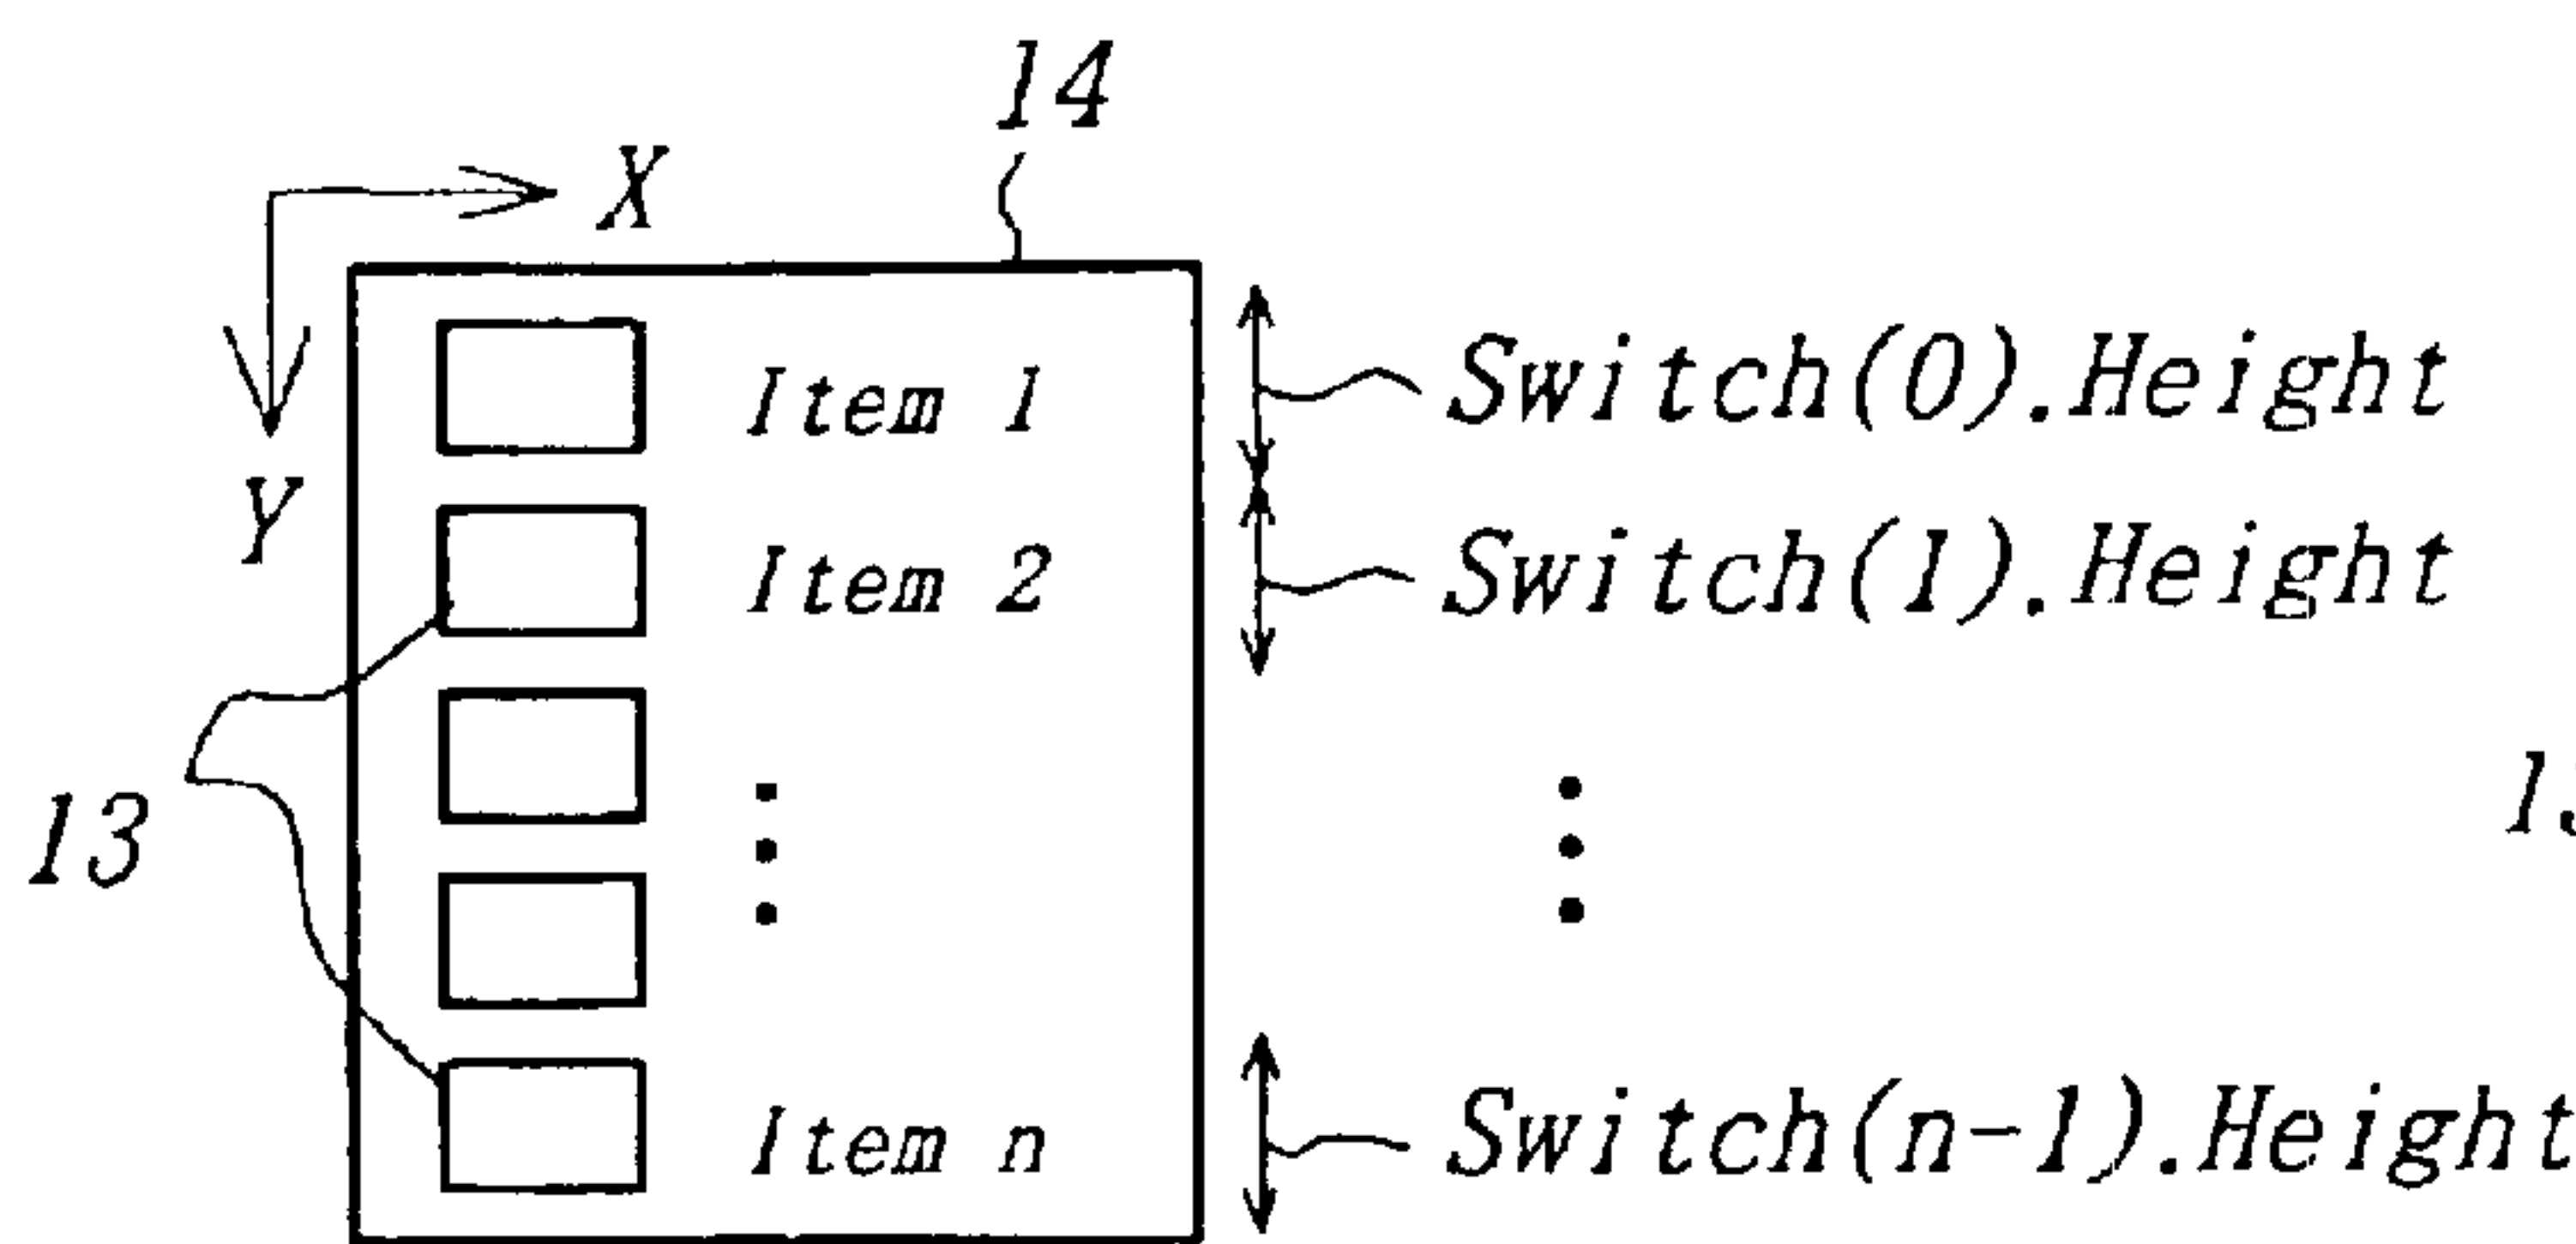 14
X
Item 1 Switch(0).Height
Y
Item 2 Switch(1).Height
13
Item n Switch(n-1).Height